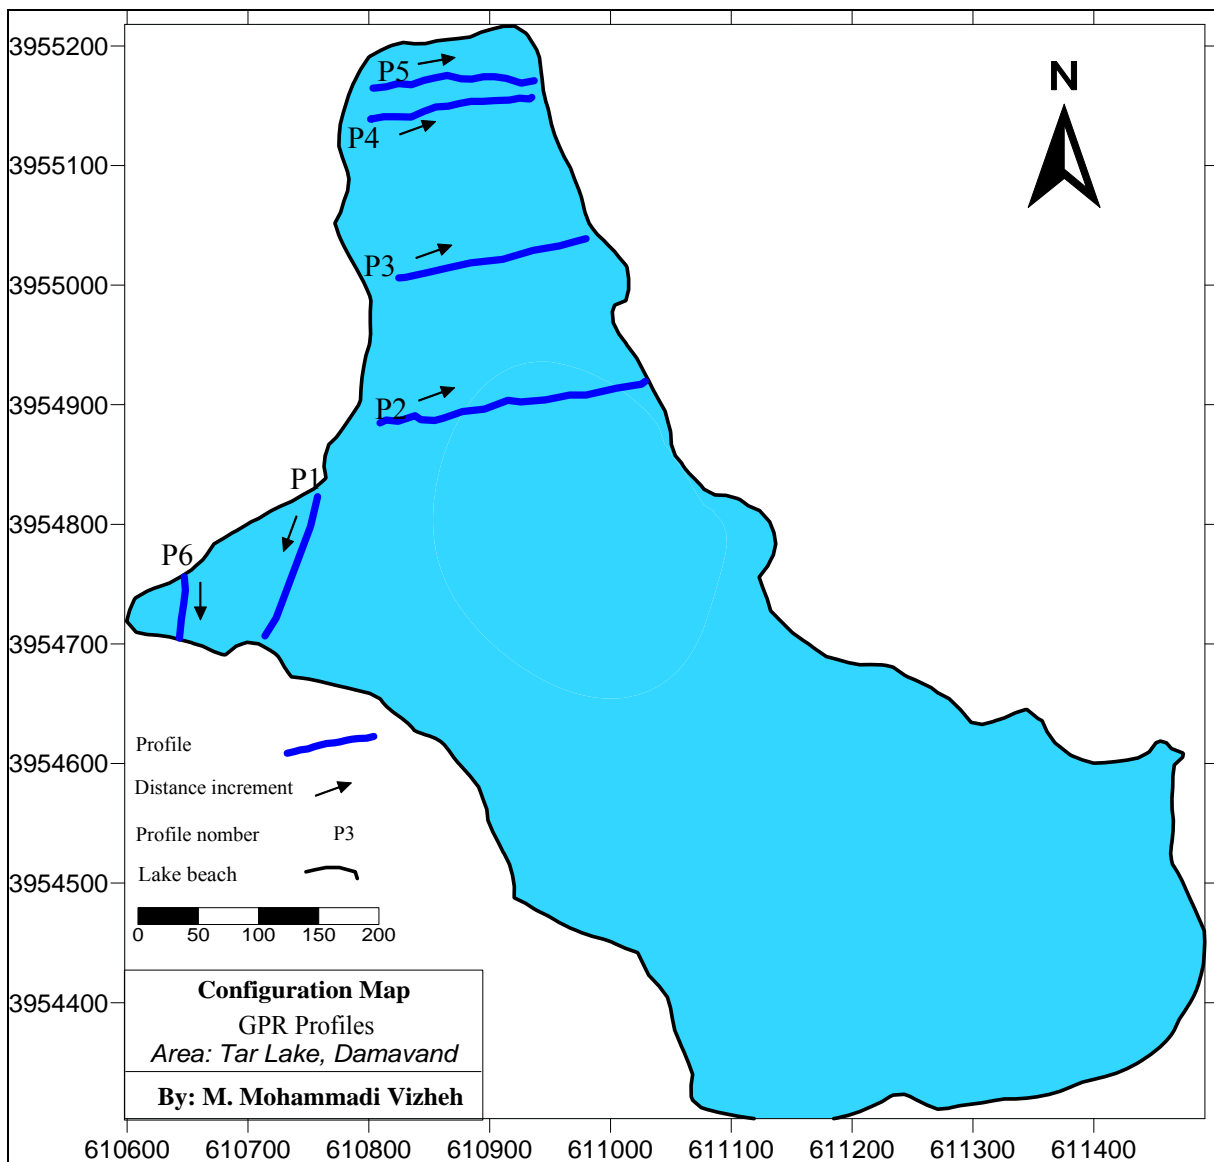 3955200
3955100
3955000
3954900
3954800
3954700
3954600
3954500
3954400
N
P5
P4
P3
P2
P1
P6
Profile
Distance increment
Profile nomber P3
Lake beach
0 50 100 150 200
Configuration Map
GPR Profiles
Area: Tar Lake, Damavand
By: M. Mohammadi Vizheh
610600 610700 610800 610900 611000 611100 611200 611300 611400